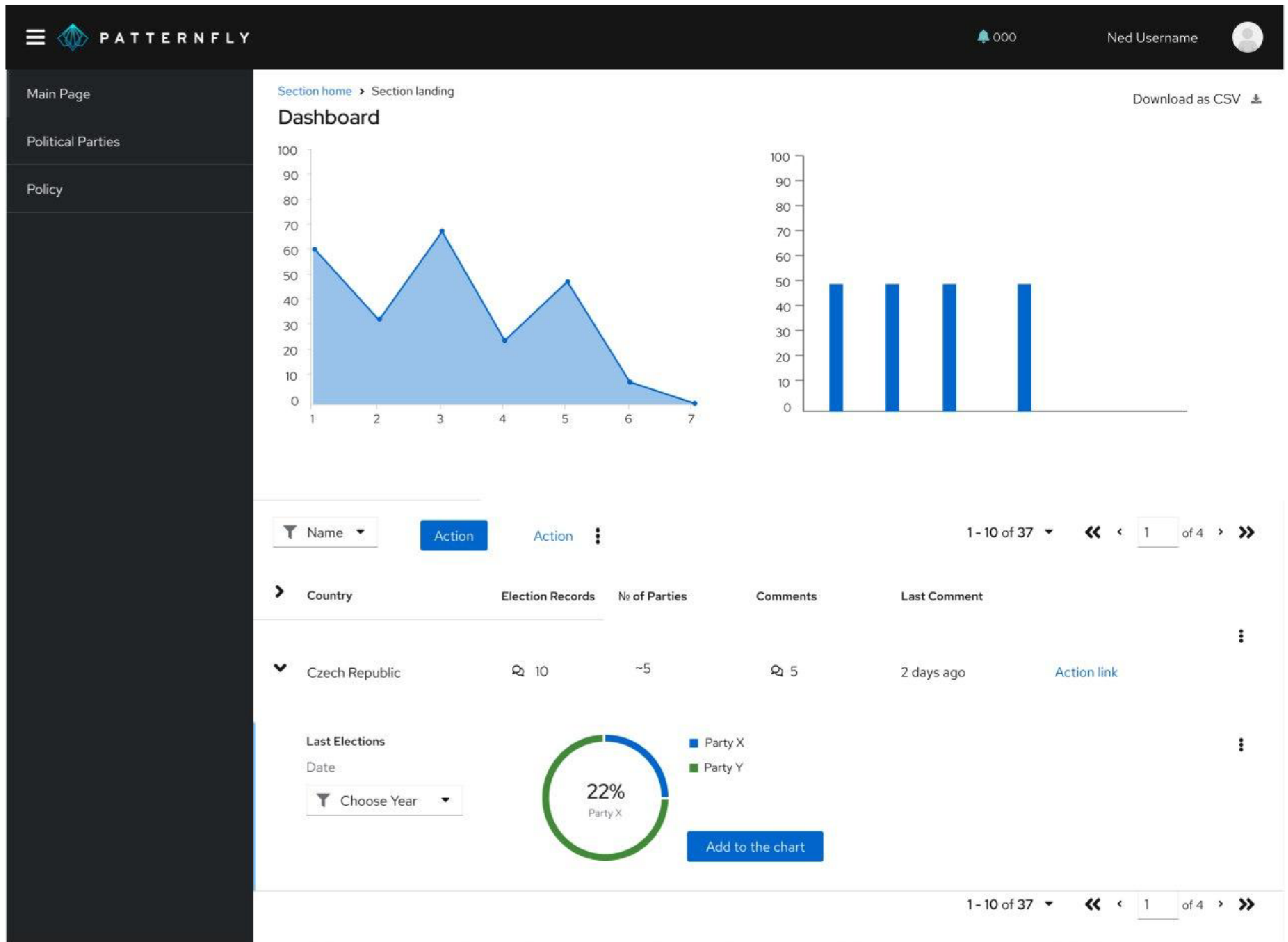 PATTERNFLY
000
Ned Username
Main Page
Political Parties
Policy
Section home > Section landing
Download as CSV
Dashboard
100
90
80
70
60
50
40
30
20
10
0
1 2 3 4 5 6 7
100
90
80
70
60
50
40
30
20
10
0
Name
Action
Action
1 - 10 of 37
1 of 4
Country Election Records № of Parties Comments Last Comment
Czech Republic 10 ~5 5 2 days ago Action link
Last Elections
Date
Choose Year
22%
Party X
Party X
Party Y
Add to the chart
1 - 10 of 37
1 of 4